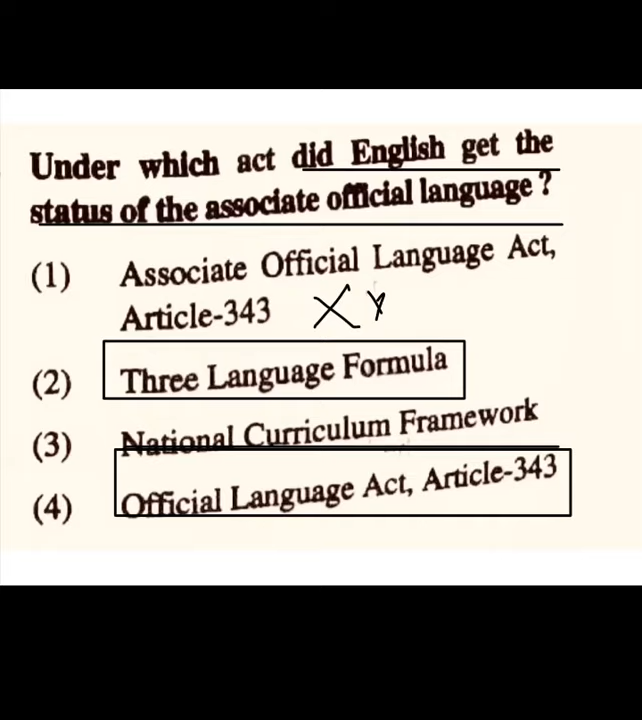 Under which act did English get the
status of the associate official language ?
(1) Associate Official Language Act,
Article-343
(2) Three Language Formula
(3) National Curriculum Framework
(4) Official Language Act, Article-343